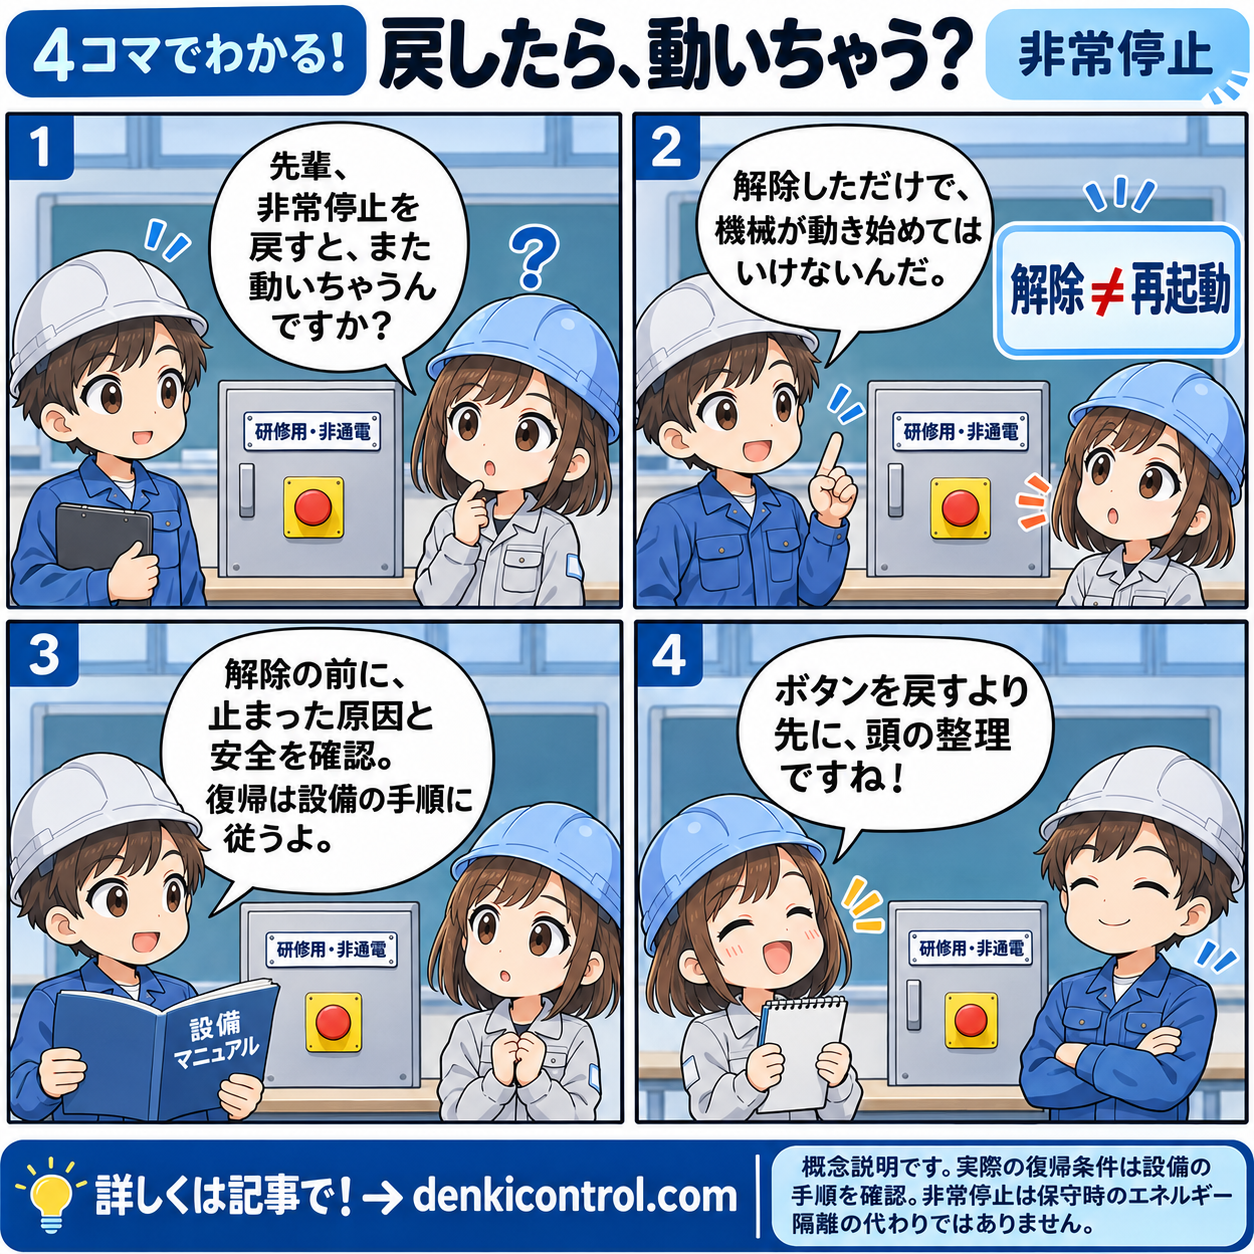 4コマでわかる!
戻したら、動いちゃう?
非常停止
1
先輩、
非常停止を
戻すと、また
動いちゃうん
ですか?
?
研修用・非通電
2
解除しただけで、
機械が動き始めては
いけないんだ。
解除≠再起動
研修用・非通電
3
解除の前に、
止まった原因と
安全を確認。
復帰は設備の手順に
従うよ。
研修用・非通電
設備
マニュアル
4
ボタンを戻すより
先に、頭の整理
ですね!
研修用・非通電
詳しくは記事で!→denkicontrol.com
概念説明です。実際の復帰条件は設備の
手順を確認。非常停止は保守時のエネルギー
隔離の代わりではありません。